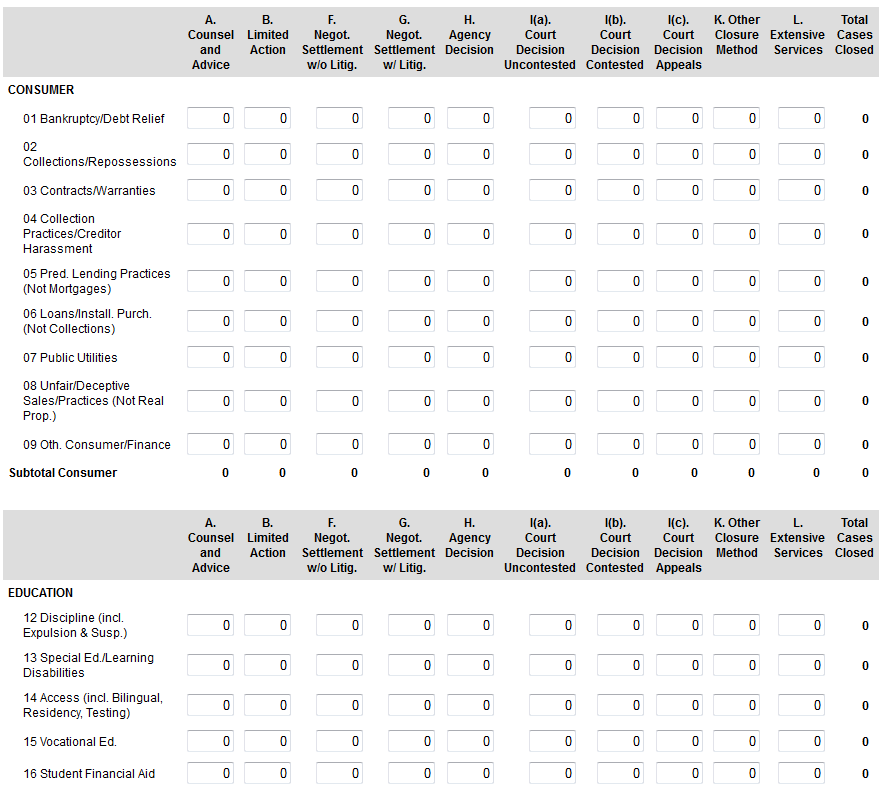 A. B. F. G. H. I(a). I(b). I(c). K. Other L. Total
Counsel Limited Negot. Negot. Agency Court Court Court Closure Extensive Cases
and Action Settlement Settlement Decision Decision Decision Decision Method Services Closed
Advice w/o Litig. w/ Litig. Uncontested Contested Appeals
CONSUMER
01 Bankruptcy/Debt Relief 0 0 0 0 0 0 0 0 0 0 0
02
Collections/Repossessions 0 0 0 0 0 0 0 0 0 0 0
03 Contracts/Warranties 0 0 0 0 0 0 0 0 0 0 0
04 Collection
Practices/Creditor 0 0 0 0 0 0 0 0 0 0 0
Harassment
05 Pred. Lending Practices 0 0 0 0 0 0 0 0 0 0 0
(Not Mortgages)
06 Loans/Install. Purch. 0 0 0 0 0 0 0 0 0 0 0
(Not Collections)
07 Public Utilities 0 0 0 0 0 0 0 0 0 0 0
08 Unfair/Deceptive
Sales/Practices (Not Real 0 0 0 0 0 0 0 0 0 0 0
Prop.)
09 Oth. Consumer/Finance 0 0 0 0 0 0 0 0 0 0 0
Subtotal Consumer 0 0 0 0 0 0 0 0 0 0 0
A. B. F. G. H. I(a). I(b). I(c). K. Other L. Total
Counsel Limited Negot. Negot. Agency Court Court Court Closure Extensive Cases
and Action Settlement Settlement Decision Decision Decision Decision Method Services Closed
Advice w/o Litig. w/ Litig. Uncontested Contested Appeals
EDUCATION
12 Discipline (incl. 0 0 0 0 0 0 0 0 0 0 0
Expulsion & Susp.)
13 Special Ed./Learning 0 0 0 0 0 0 0 0 0 0 0
Disabilities
14 Access (incl. Bilingual, 0 0 0 0 0 0 0 0 0 0 0
Residency, Testing)
15 Vocational Ed. 0 0 0 0 0 0 0 0 0 0 0
16 Student Financial Aid 0 0 0 0 0 0 0 0 0 0 0